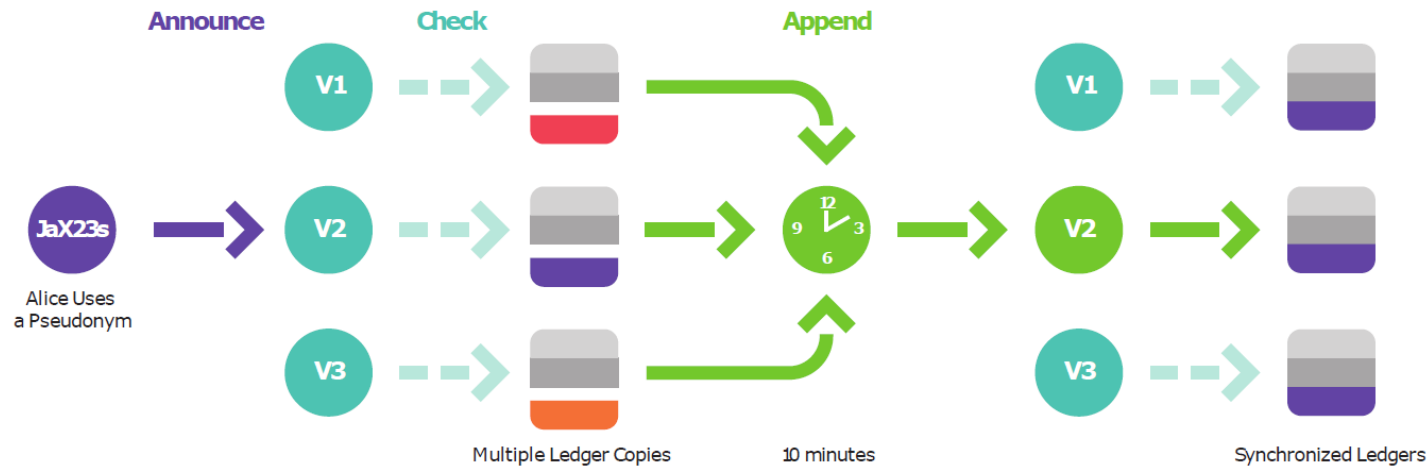 Announce
Check
Append
V1
V1
12
9
3
6
JaX23s
V2
V2
Alice Uses
a Pseudonym
V3
V3
Multiple Ledger Copies
10 minutes
Synchronized Ledgers